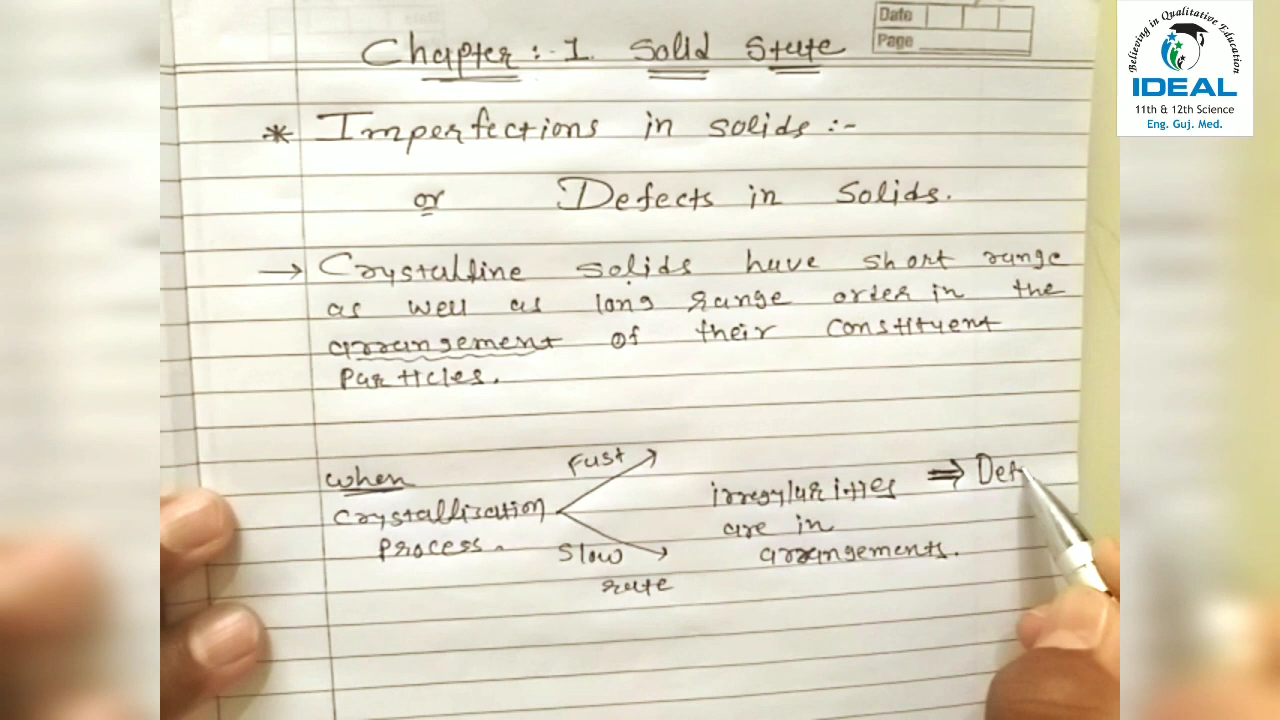 Date
Page
Believing in Qualitative Education
IDEAL
11th & 12th Science
Eng. Guj. Med.
Chapter :- 1. Solid State
* Imperfections in solids :-
or Defects in Solids.
→ Crystalline solids have short range
as well as long range order in the
arrangement of their constituent
Particles.
when
Crystallization
Process.
Fast
Slow
rate
irregularities
are in
arrangements.
⇒ Def